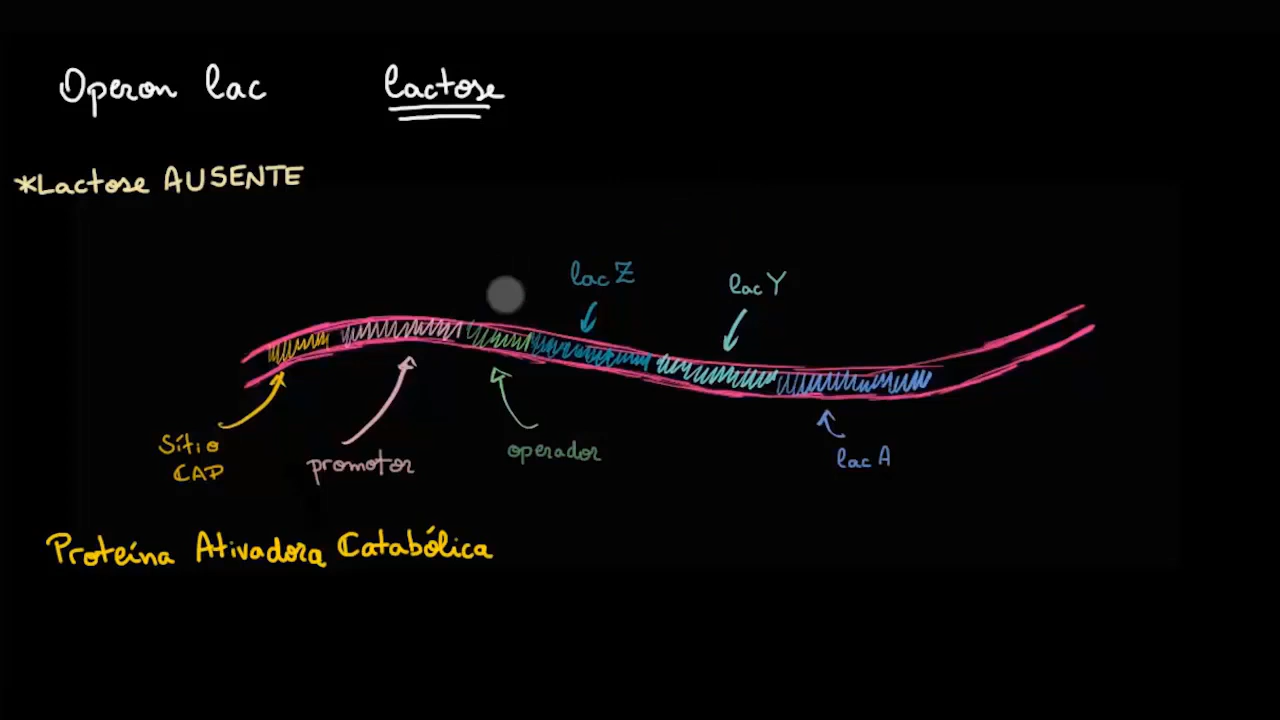 Operon lac lactose
*Lactose AUSENTE
lac Z
lac Y
Sítio
CAP
promotor
operador
lac A
Proteína Ativadora Catabólica